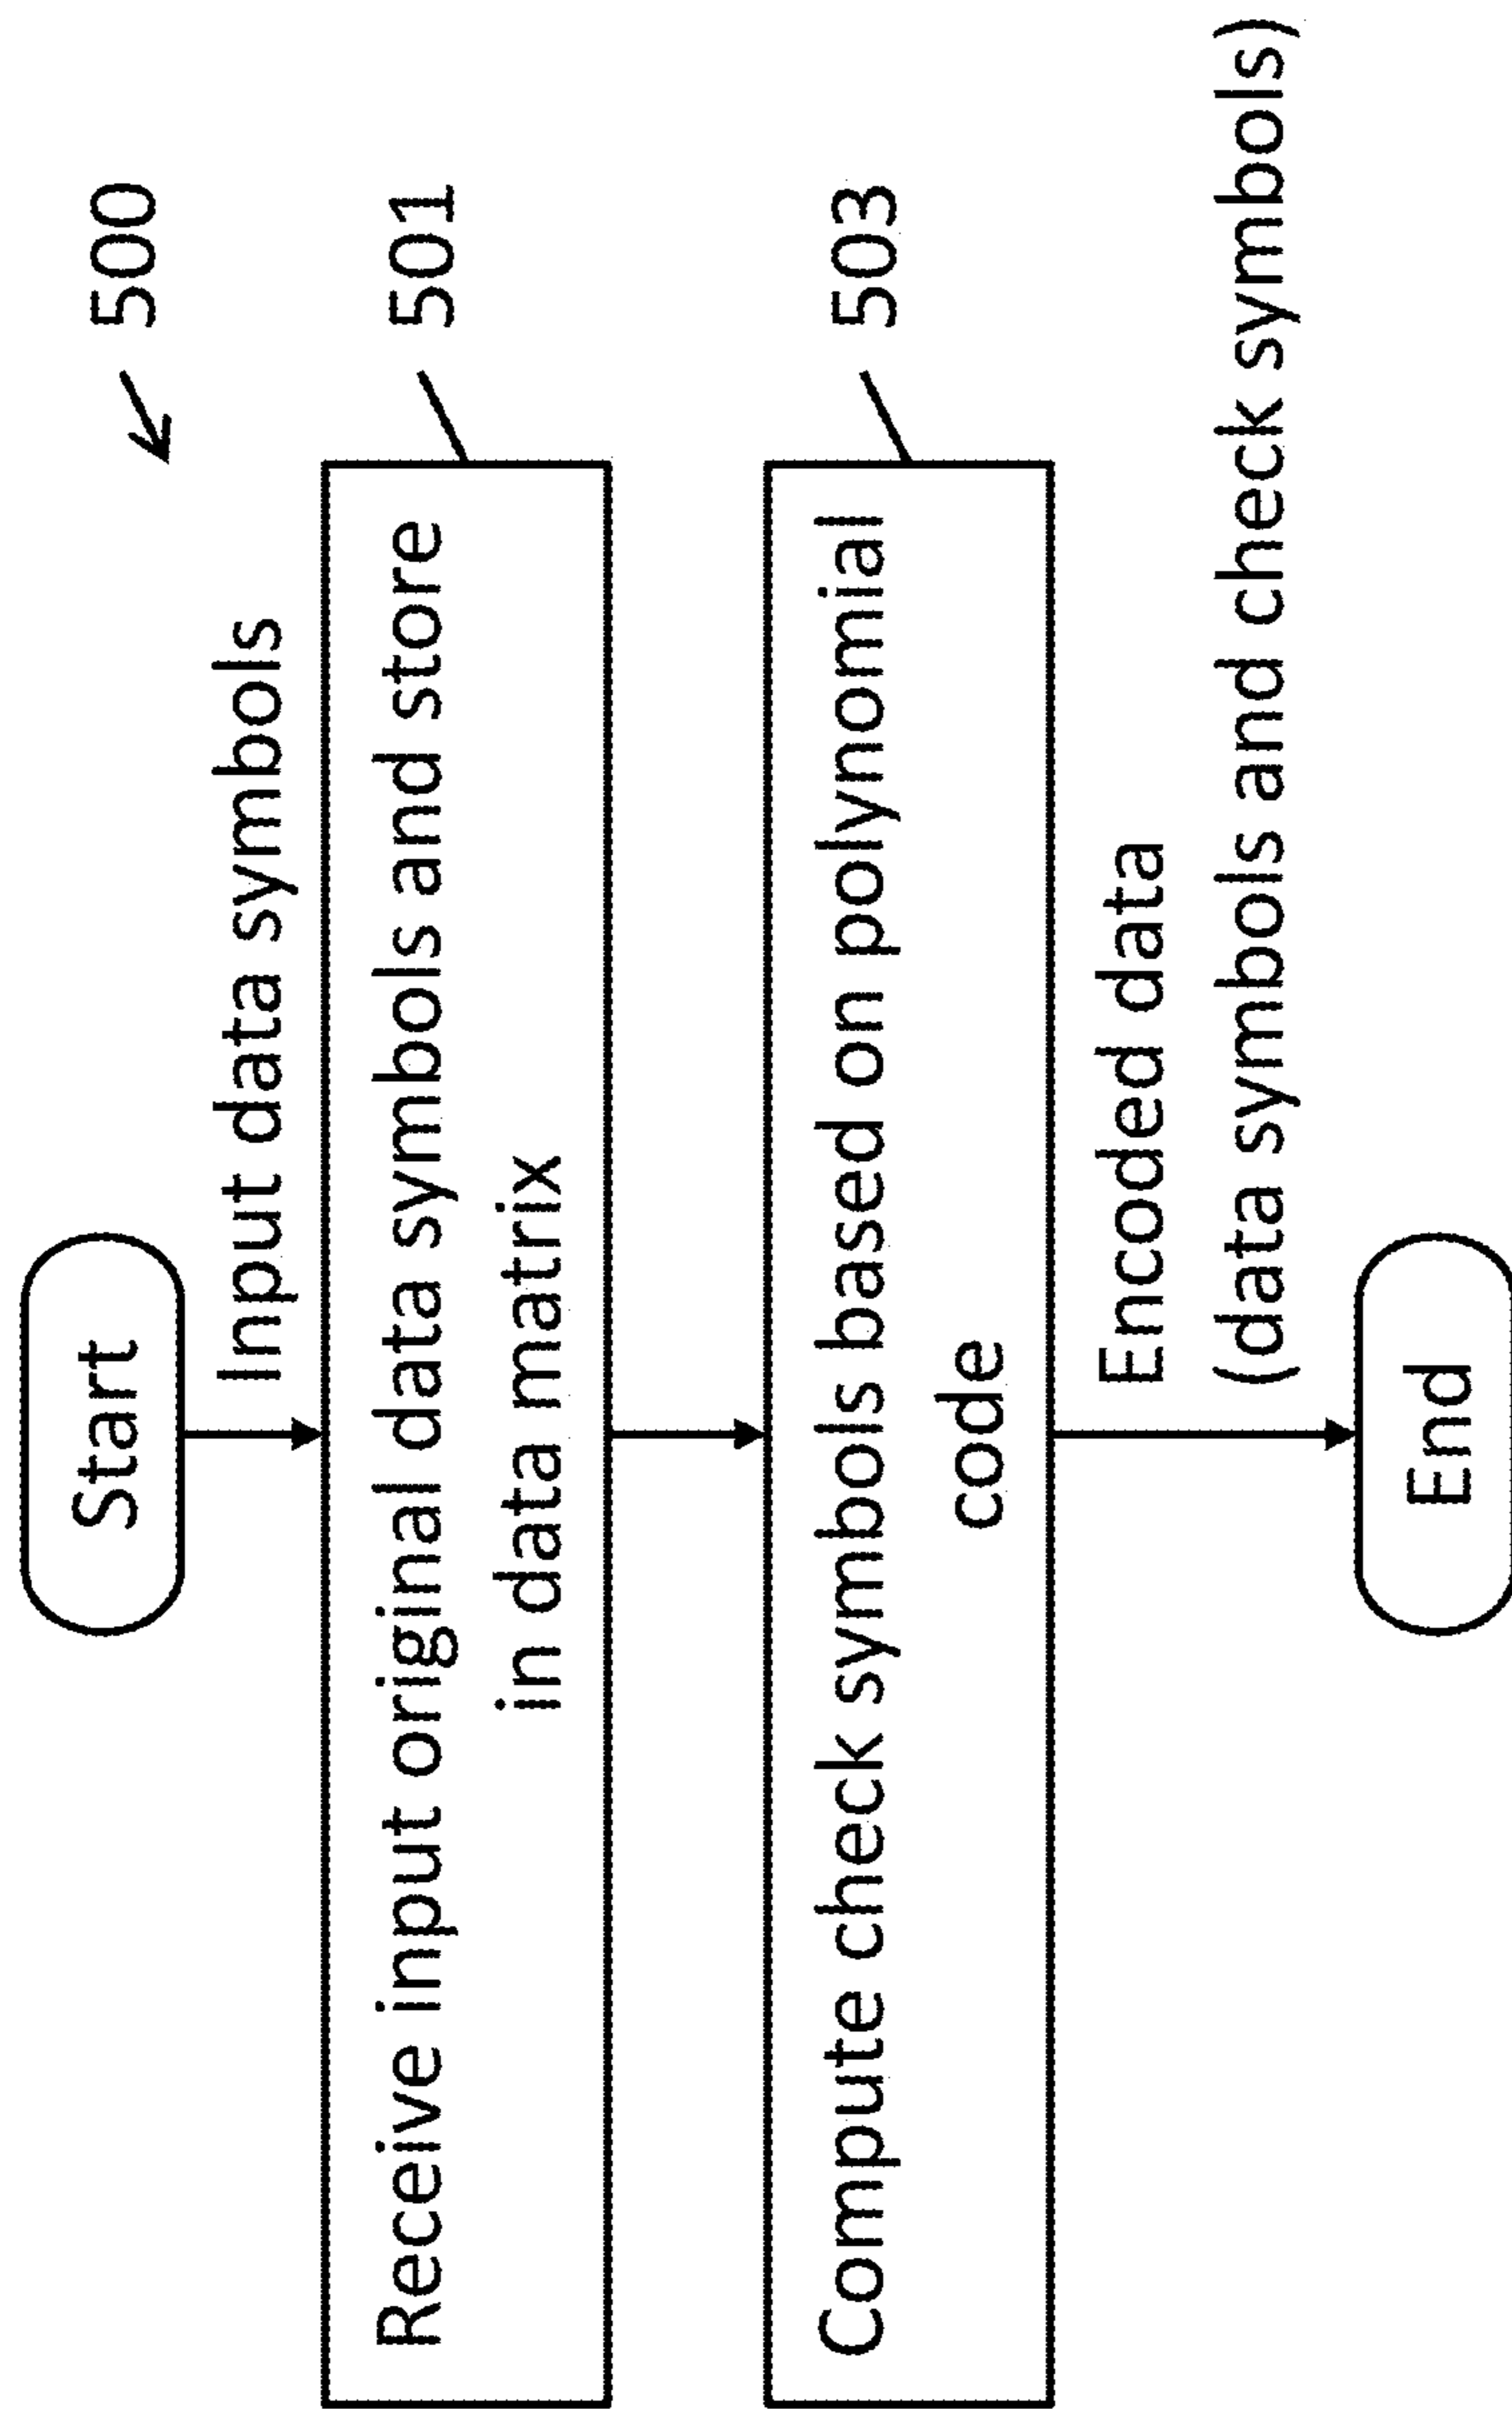 500
Start
Input data symbols
501
Receive input original data symbols and store
in data matrix
503
Compute check symbols based on polynomial
code
Encoded data
(data symbols and check symbols)
End